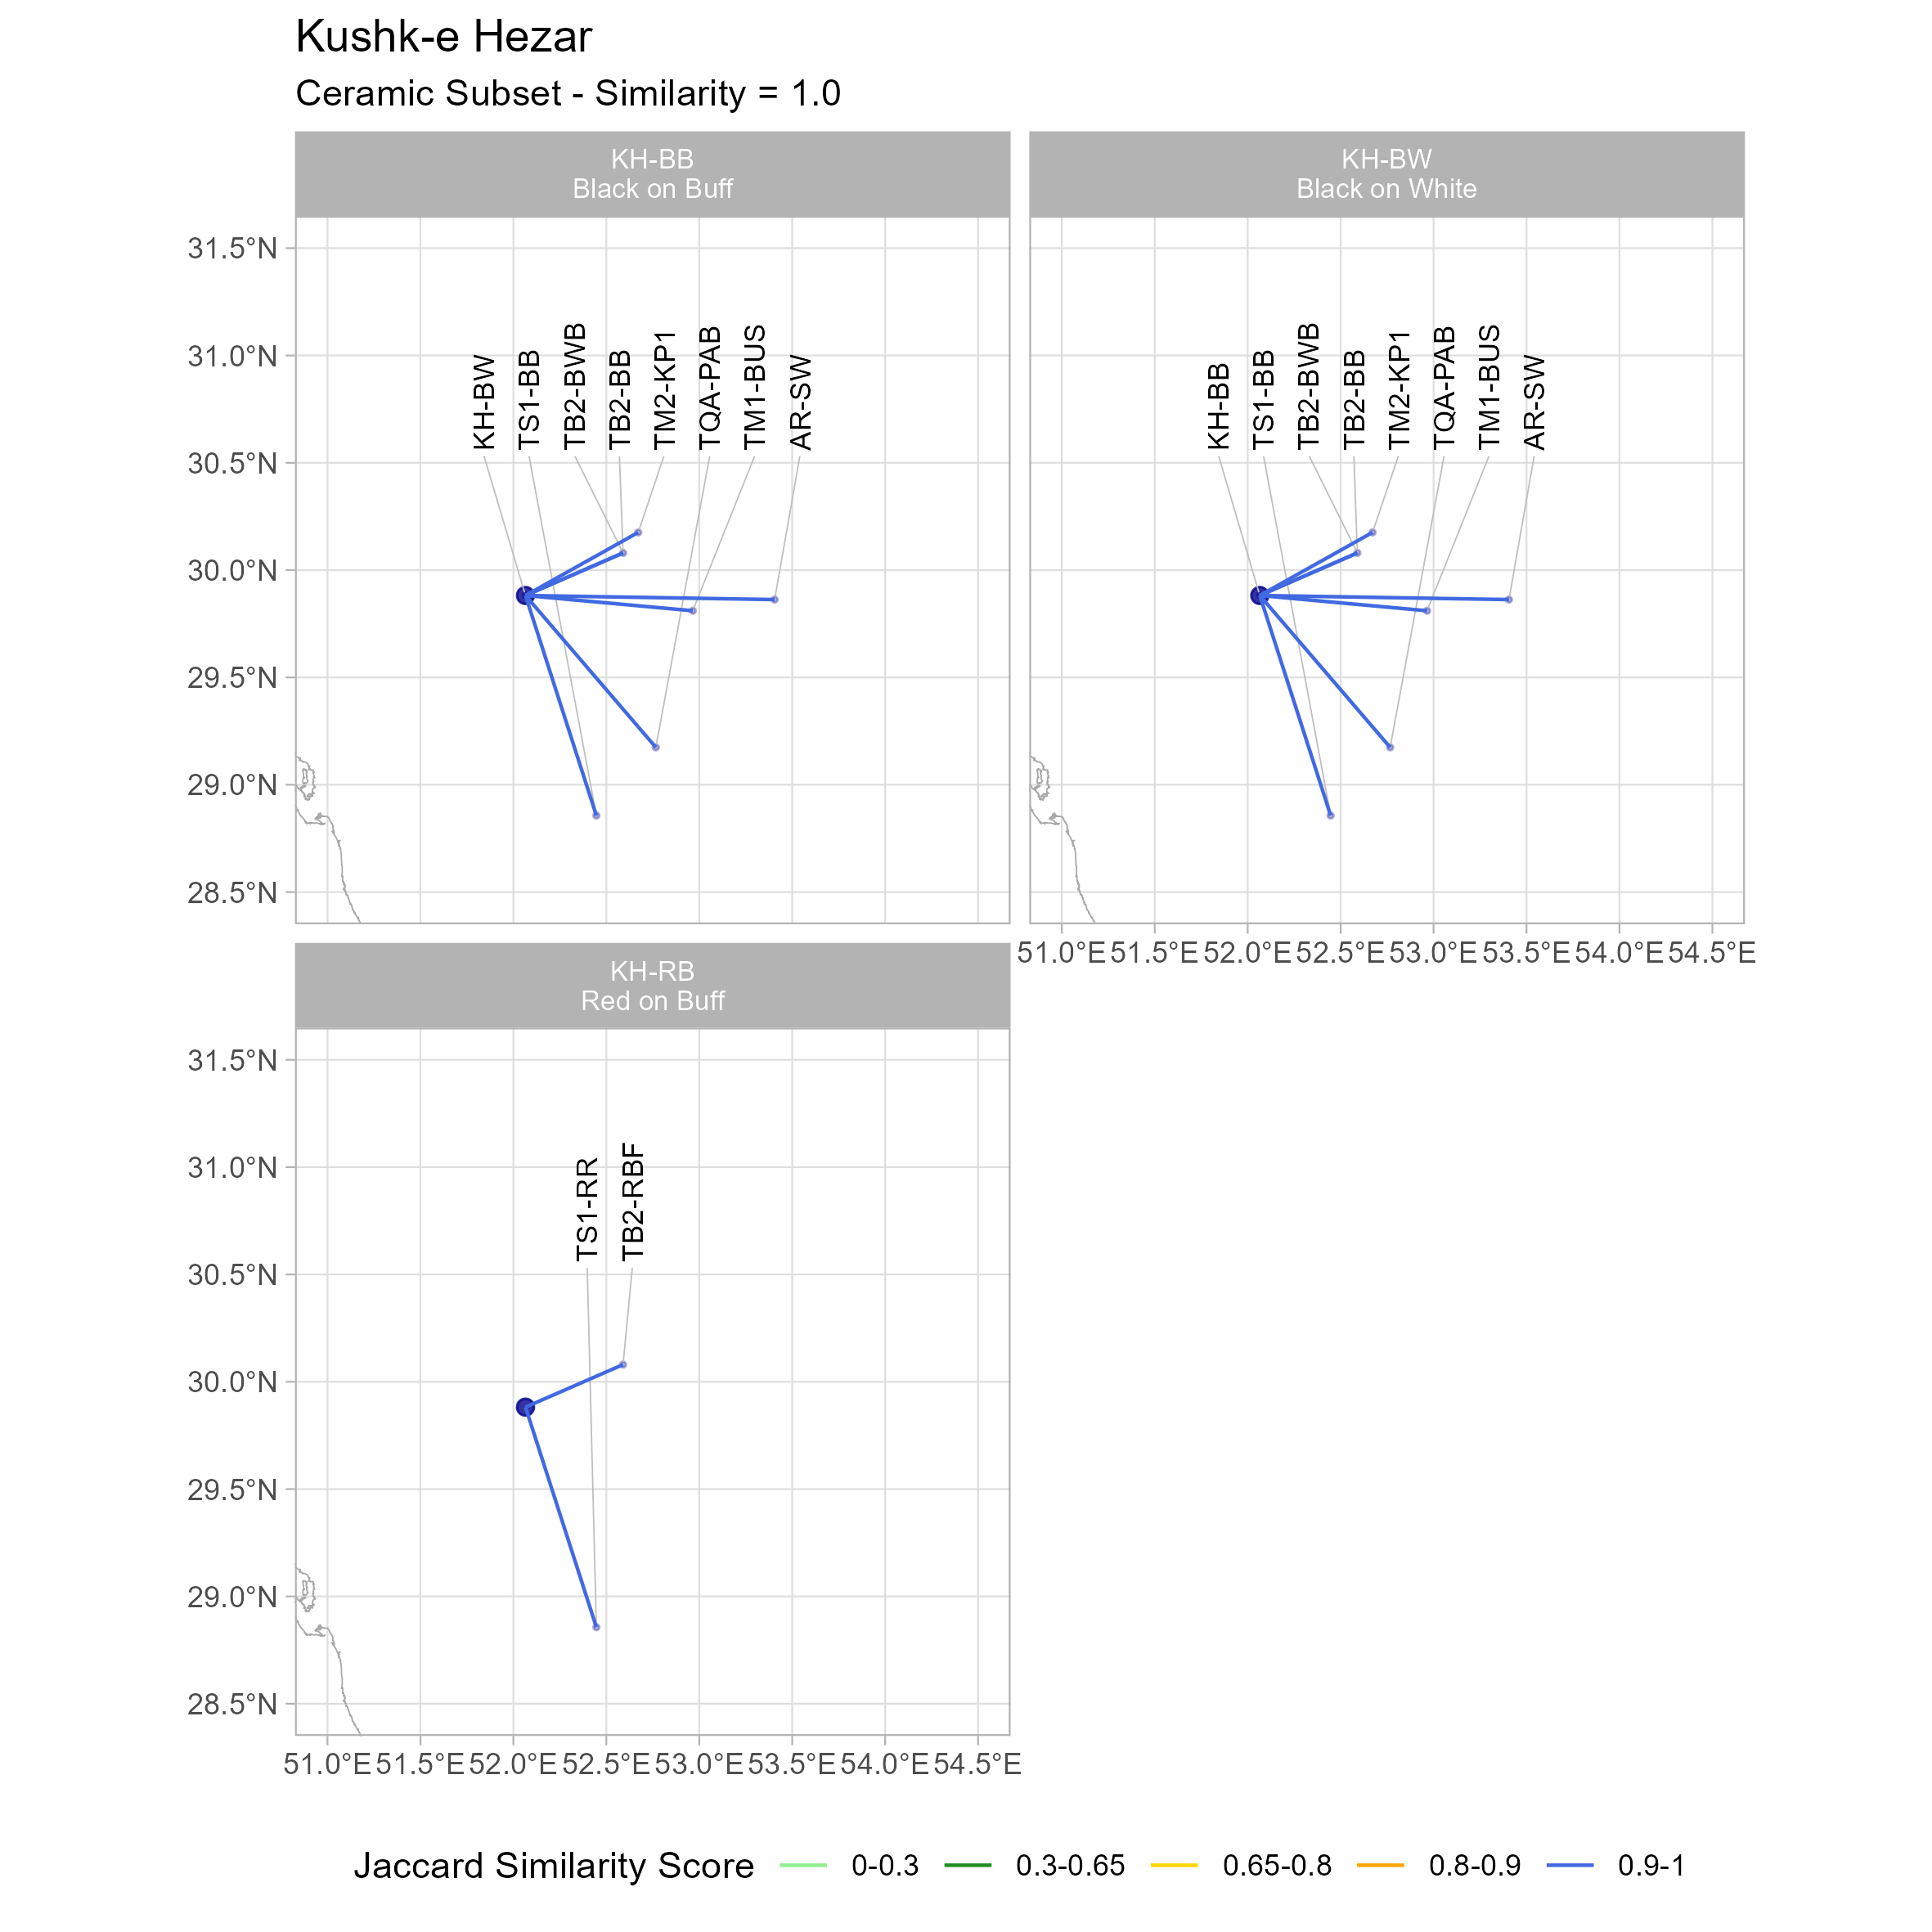 Kushk-e Hezar
Ceramic Subset - Similarity = 1.0
KH-BB
Black on Buff
KH-BW
Black on White
31.5°N
31.0°N
30.5°N
30.0°N
29.5°N
29.0°N
28.5°N
KH-BW
TS1-BB
TB2-BWB
TB2-BB
TM2-KP1
TQA-PAB
TM1-BUS
AR-SW
KH-BB
TS1-BB
TB2-BWB
TB2-BB
TM2-KP1
TQA-PAB
TM1-BUS
AR-SW
51.0°E 51.5°E 52.0°E 52.5°E 53.0°E 53.5°E 54.0°E 54.5°E
KH-RB
Red on Buff
31.5°N
31.0°N
30.5°N
30.0°N
29.5°N
29.0°N
28.5°N
TS1-RR
TB2-RBF
51.0°E 51.5°E 52.0°E 52.5°E 53.0°E 53.5°E 54.0°E 54.5°E
Jaccard Similarity Score 0-0.3 0.3-0.65 0.65-0.8 0.8-0.9 0.9-1